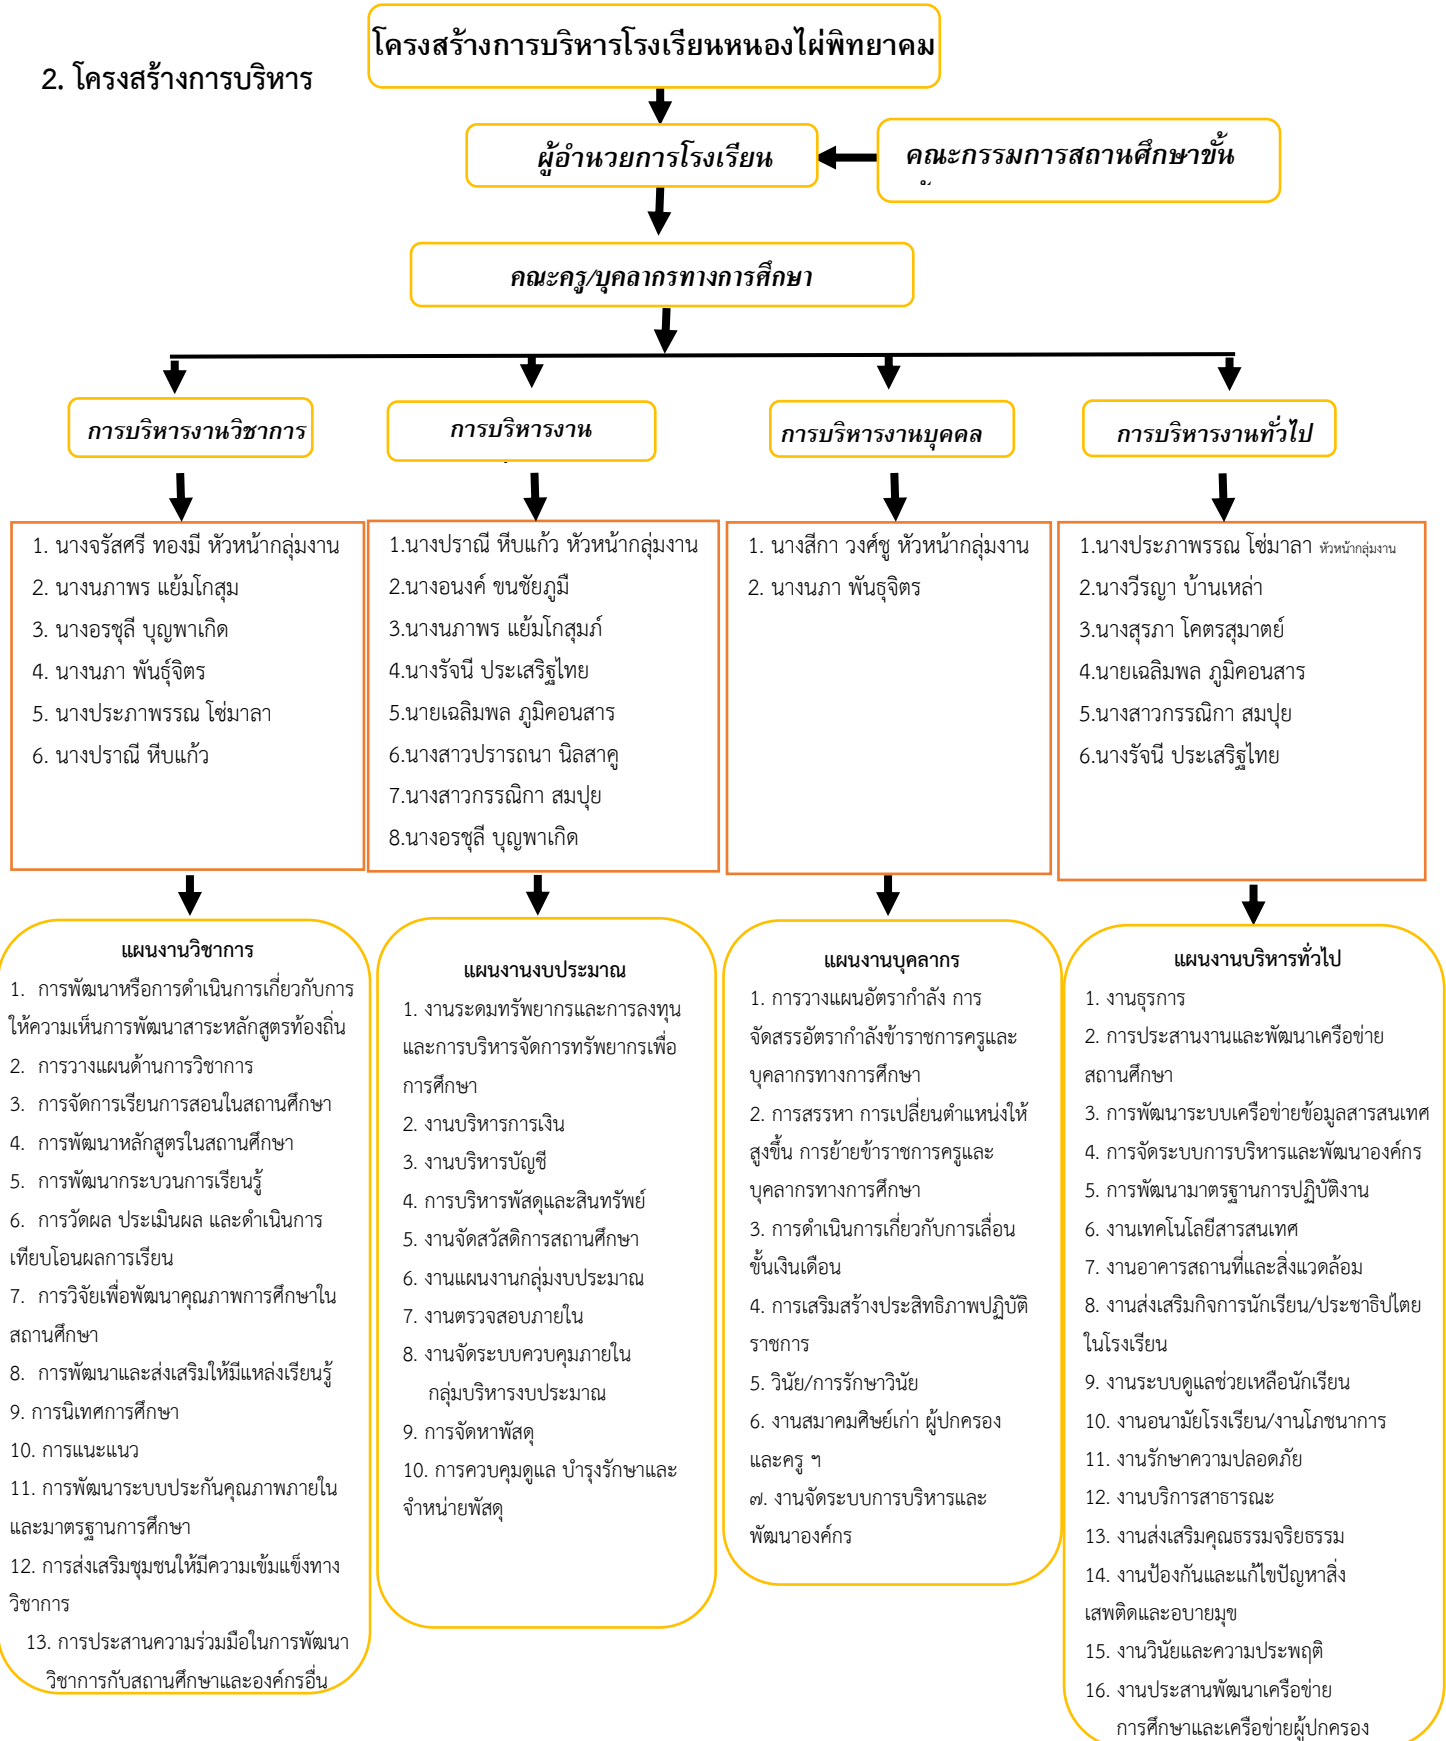 โครงสร้างการบริหารโรงเรียนหนองไผ่พิทยาคม
2. โครงสร้างการบริหาร
ผู้อำนวยการโรงเรียน
คณะกรรมการสถานศึกษาขั้น
คณะครู/บุคลากรทางการศึกษา
การบริหารงานวิชาการ
การบริหารงาน
การบริหารงานบุคคล
การบริหารงานทั่วไป
1. นางจรัสศรี ทองมี หัวหน้ากลุ่มงาน
2. นางนภาพร แย้มโกสุม
3. นางอรชุลี บุญพาเกิด
4. นางนภา พันธุ์จิตร
5. นางประภาพรรณ โซ่มาลา
6. นางปราณี หีบแก้ว
1.นางปราณี หีบแก้ว หัวหน้ากลุ่มงาน
2.นางอนงค์ ขนชัยภูมื
3.นางนภาพร แย้มโกสุมภ์
4.นางรัจนี ประเสริฐไทย
5.นายเฉลิมพล ภูมิคอนสาร
6.นางสาวปรารถนา นิลสาคู
7.นางสาวกรรณิกา สมปุย
8.นางอรชุลี บุญพาเกิด
1. นางสีกา วงศ์ชู หัวหน้ากลุ่มงาน
2. นางนภา พันธุจิตร
1.นางประภาพรรณ โซ่มาลา หัวหน้ากลุ่มงาน
2.นางวีรญา บ้านเหล่า
3.นางสุรภา โคตรสุมาตย์
4.นายเฉลิมพล ภูมิคอนสาร
5.นางสาวกรรณิกา สมปุย
6.นางรัจนี ประเสริฐไทย
แผนงานวิชาการ
1. การพัฒนาหรือการดำเนินการเกี่ยวกับการ
ให้ความเห็นการพัฒนาสาระหลักสูตรท้องถิ่น
2. การวางแผนด้านการวิชาการ
3. การจัดการเรียนการสอนในสถานศึกษา
4. การพัฒนาหลักสูตรในสถานศึกษา
5. การพัฒนากระบวนการเรียนรู้
6. การวัดผล ประเมินผล และดำเนินการ
เทียบโอนผลการเรียน
7. การวิจัยเพื่อพัฒนาคุณภาพการศึกษาใน
สถานศึกษา
8. การพัฒนาและส่งเสริมให้มีแหล่งเรียนรู้
9. การนิเทศการศึกษา
10. การแนะแนว
11. การพัฒนาระบบประกันคุณภาพภายใน
และมาตรฐานการศึกษา
12. การส่งเสริมชุมชนให้มีความเข้มแข็งทาง
วิชาการ
13. การประสานความร่วมมือในการพัฒนา
วิชาการกับสถานศึกษาและองค์กรอื่น
แผนงานงบประมาณ
1. งานระดมทรัพยากรและการลงทุน
และการบริหารจัดการทรัพยากรเพื่อ
การศึกษา
2. งานบริหารการเงิน
3. งานบริหารบัญชี
4. การบริหารพัสดุและสินทรัพย์
5. งานจัดสวัสดิการสถานศึกษา
6. งานแผนงานกลุ่มงบประมาณ
7. งานตรวจสอบภายใน
8. งานจัดระบบควบคุมภายใน
กลุ่มบริหารงบประมาณ
9. การจัดหาพัสดุ
10. การควบคุมดูแล บำรุงรักษาและ
จำหน่ายพัสดุ
แผนงานบุคลากร
1. การวางแผนอัตรากำลัง การ
จัดสรรอัตรากำลังข้าราชการครูและ
บุคลากรทางการศึกษา
2. การสรรหา การเปลี่ยนตำแหน่งให้
สูงขึ้น การย้ายข้าราชการครูและ
บุคลากรทางการศึกษา
3. การดำเนินการเกี่ยวกับการเลื่อน
ขั้นเงินเดือน
4. การเสริมสร้างประสิทธิภาพปฏิบัติ
ราชการ
5. วินัย/การรักษาวินัย
6. งานสมาคมศิษย์เก่า ผู้ปกครอง
และครู ฯ
๗. งานจัดระบบการบริหารและ
พัฒนาองค์กร
แผนงานบริหารทั่วไป
1. งานธุรการ
2. การประสานงานและพัฒนาเครือข่าย
สถานศึกษา
3. การพัฒนาระบบเครือข่ายข้อมูลสารสนเทศ
4. การจัดระบบการบริหารและพัฒนาองค์กร
5. การพัฒนามาตรฐานการปฏิบัติงาน
6. งานเทคโนโลยีสารสนเทศ
7. งานอาคารสถานที่และสิ่งแวดล้อม
8. งานส่งเสริมกิจการนักเรียน/ประชาธิปไตย
ในโรงเรียน
9. งานระบบดูแลช่วยเหลือนักเรียน
10. งานอนามัยโรงเรียน/งานโภชนาการ
11. งานรักษาความปลอดภัย
12. งานบริการสาธารณะ
13. งานส่งเสริมคุณธรรมจริยธรรม
14. งานป้องกันและแก้ไขปัญหาสิ่ง
เสพติดและอบายมุข
15. งานวินัยและความประพฤติ
16. งานประสานพัฒนาเครือข่าย
การศึกษาและเครือข่ายผู้ปกครอง